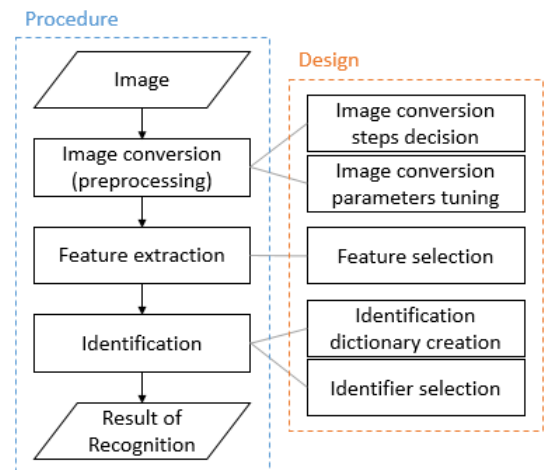 Procedure
Image
Image conversion
(preprocessing)
Feature extraction
Identification
Result of
Recognition
Design
Image conversion
steps decision
Image conversion
parameters tuning
Feature selection
Identification
dictionary creation
Identifier selection